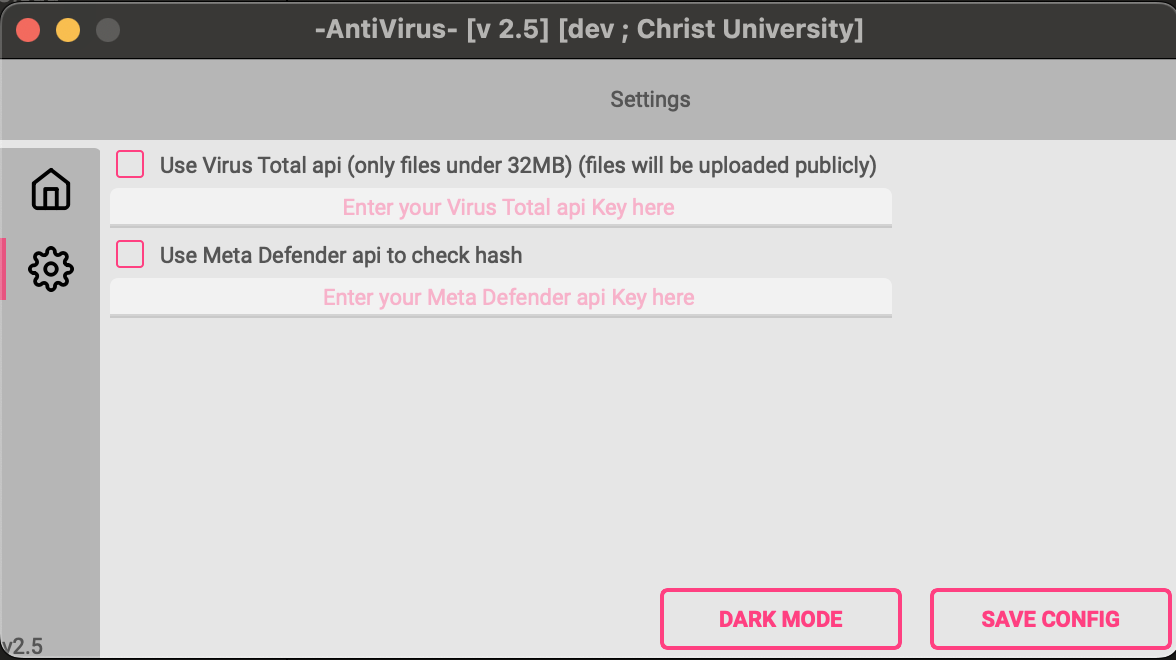 -AntiVirus- [v 2.5] [dev ; Christ University]
Settings
Use Virus Total api (only files under 32MB) (files will be uploaded publicly)
Enter your Virus Total api Key here
Use Meta Defender api to check hash
Enter your Meta Defender api Key here
DARK MODE
SAVE CONFIG
v2.5